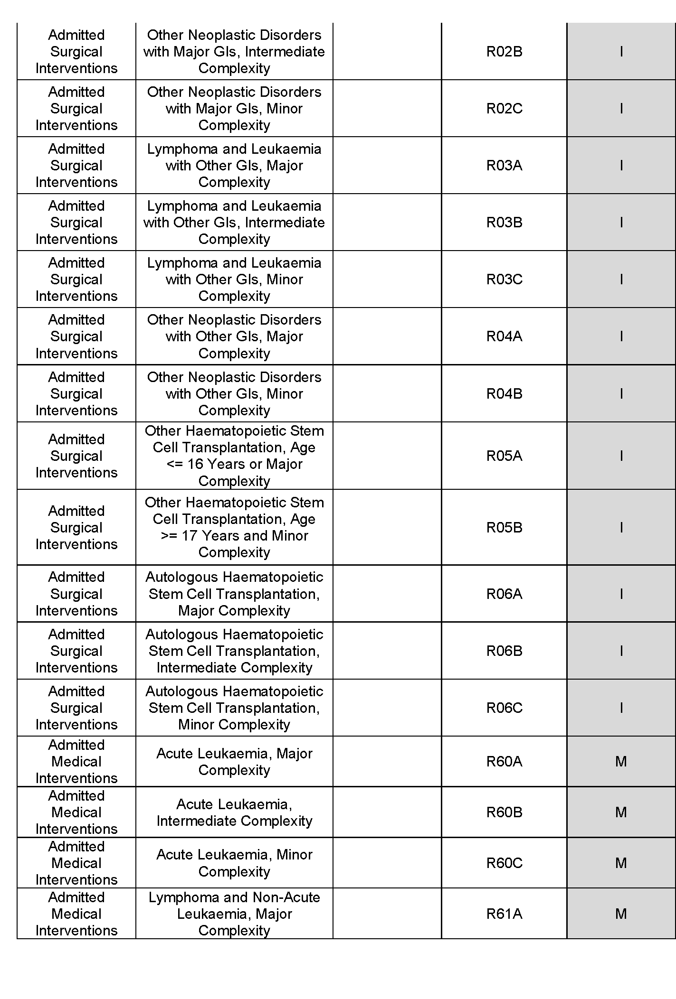 Admitted
Surgical
Interventions
Other Neoplastic Disorders
with Major GIs, Intermediate
Complexity
R02B
I
Admitted
Surgical
Interventions
Other Neoplastic Disorders
with Major GIs, Minor
Complexity
R02C
I
Admitted
Surgical
Interventions
Lymphoma and Leukaemia
with Other GIs, Major
Complexity
R03A
I
Admitted
Surgical
Interventions
Lymphoma and Leukaemia
with Other GIs, Intermediate
Complexity
R03B
I
Admitted
Surgical
Interventions
Lymphoma and Leukaemia
with Other GIs, Minor
Complexity
R03C
I
Admitted
Surgical
Interventions
Other Neoplastic Disorders
with Other GIs, Major
Complexity
R04A
I
Admitted
Surgical
Interventions
Other Neoplastic Disorders
with Other GIs, Minor
Complexity
R04B
I
Admitted
Surgical
Interventions
Other Haematopoietic Stem
Cell Transplantation, Age
<= 16 Years or Major
Complexity
R05A
I
Admitted
Surgical
Interventions
Other Haematopoietic Stem
Cell Transplantation, Age
>= 17 Years and Minor
Complexity
R05B
I
Admitted
Surgical
Interventions
Autologous Haematopoietic
Stem Cell Transplantation,
Major Complexity
R06A
I
Admitted
Surgical
Interventions
Autologous Haematopoietic
Stem Cell Transplantation,
Intermediate Complexity
R06B
I
Admitted
Surgical
Interventions
Autologous Haematopoietic
Stem Cell Transplantation,
Minor Complexity
R06C
I
Admitted
Medical
Interventions
Acute Leukaemia, Major
Complexity
R60A
M
Admitted
Medical
Interventions
Acute Leukaemia,
Intermediate Complexity
R60B
M
Admitted
Medical
Interventions
Acute Leukaemia, Minor
Complexity
R60C
M
Admitted
Medical
Interventions
Lymphoma and Non-Acute
Leukaemia, Major
Complexity
R61A
M